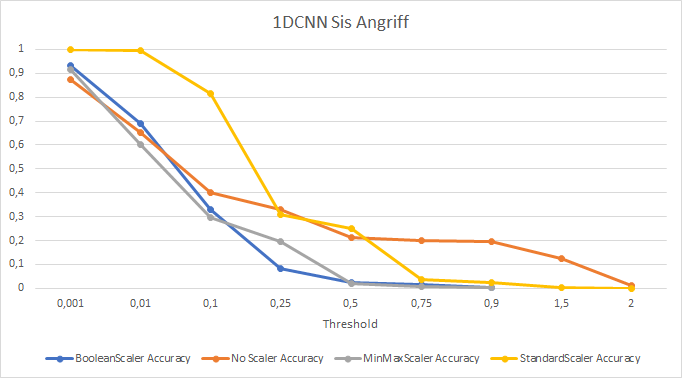 1DCNN Sis Angriff
1
0,9
0,8
0,7
0,6
0,5
0,4
0,3
0,2
0,1
0
0,001 0,01 0,1 0,25 0,5 0,75 0,9 1,5 2
Threshold
BooleanScaler Accuracy No Scaler Accuracy MinMaxScaler Accuracy StandardScaler Accuracy